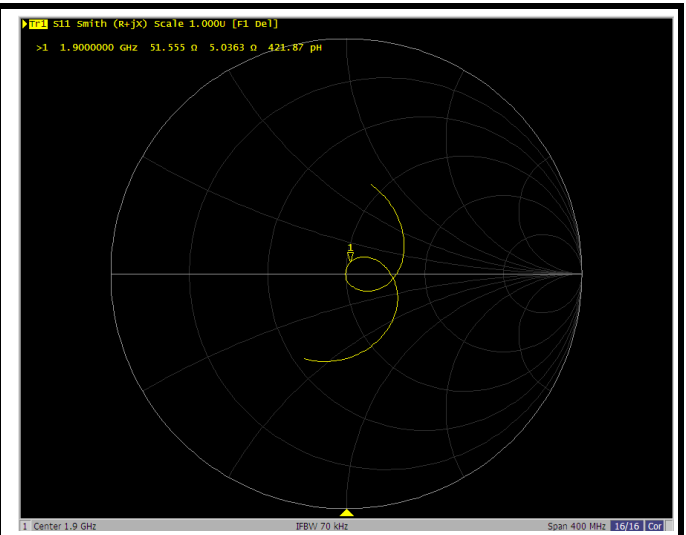 Tr1 S11 Smith (R+jX) Scale 1.000U [F1 Del]
>1 1.9000000 GHz 51.555 Ω 5.0363 Ω 421.87 pH
1
1 Center 1.9 GHz IFBW 70 kHz Span 400 MHz 16/16 Cor